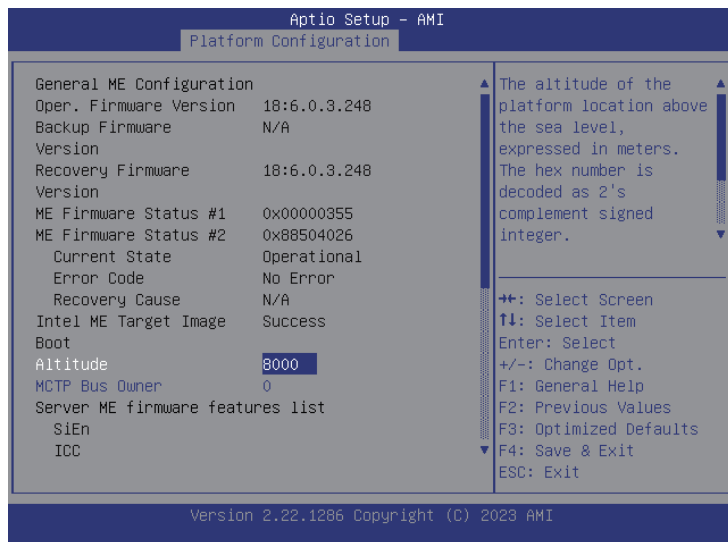 Aptio Setup - AMI
Platform Configuration
General ME Configuration
Oper. Firmware Version 18:6.0.3.248
Backup Firmware N/A
Version
Recovery Firmware 18:6.0.3.248
Version
ME Firmware Status #1 0x00000355
ME Firmware Status #2 0x88504026
Current State Operational
Error Code No Error
Recovery Cause N/A
Intel ME Target Image Success
Boot
Altitude 8000
MCTP Bus Owner 0
Server ME firmware features list
SiEn
ICC
The altitude of the
platform location above
the sea level,
expressed in meters.
The hex number is
decoded as 2's
complement signed
integer.
→←: Select Screen
↑↓: Select Item
Enter: Select
+/-: Change Opt.
F1: General Help
F2: Previous Values
F3: Optimized Defaults
F4: Save & Exit
ESC: Exit
Version 2.22.1286 Copyright (C) 2023 AMI